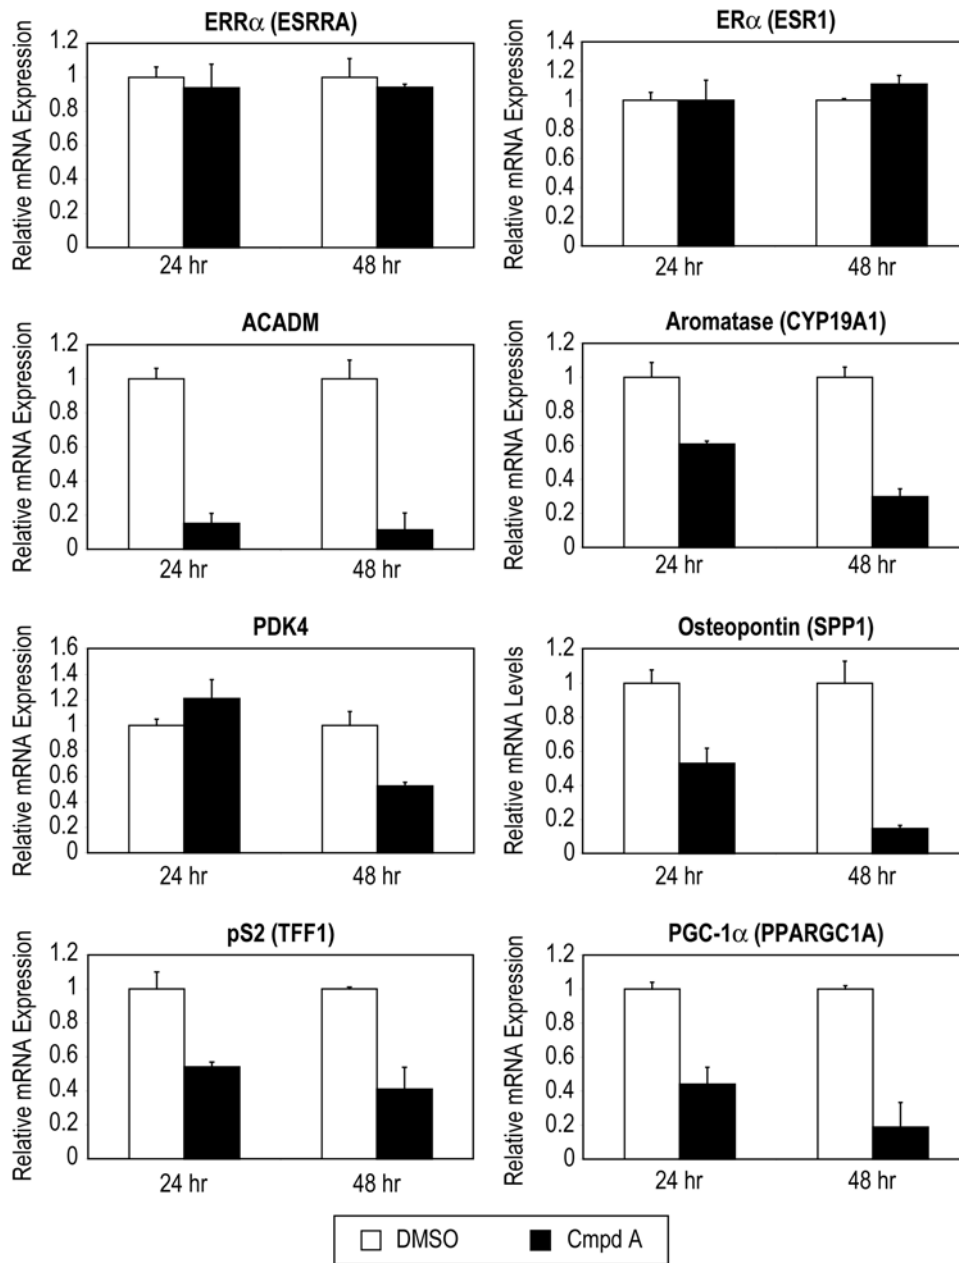 ERRα (ESRRA)
Relative mRNA Expression
1.2
1
0.8
0.6
0.4
0.2
0
24 hr
48 hr
ERα (ESR1)
Relative mRNA Expression
1.4
1.2
1
0.8
0.6
0.4
0.2
0
24 hr
48 hr
ACADM
Relative mRNA Expression
1.2
1
0.8
0.6
0.4
0.2
0
24 hr
48 hr
Aromatase (CYP19A1)
Relative mRNA Expression
1.2
1
0.8
0.6
0.4
0.2
0
24 hr
48 hr
PDK4
Relative mRNA Expression
1.6
1.4
1.2
1
0.8
0.6
0.4
0.2
0
24 hr
48 hr
Osteopontin (SPP1)
Relative mRNA Levels
1.2
1
0.8
0.6
0.4
0.2
0
24 hr
48 hr
pS2 (TFF1)
Relative mRNA Expression
1.2
1
0.8
0.6
0.4
0.2
0
24 hr
48 hr
PGC-1α (PPARGC1A)
Relative mRNA Expression
1.2
1
0.8
0.6
0.4
0.2
0
24 hr
48 hr
DMSO
Cmpd A